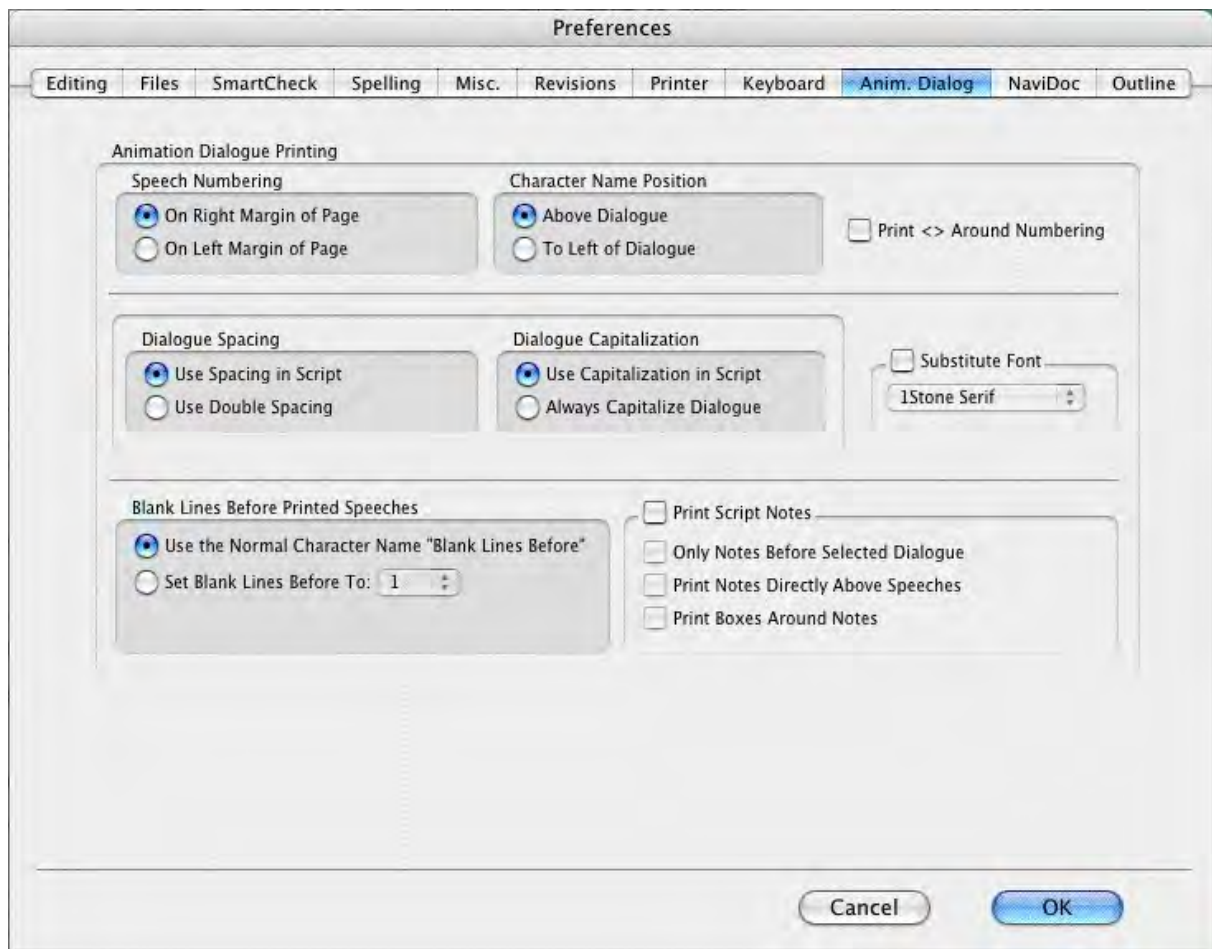 Preferences
Editing Files SmartCheck Spelling Misc. Revisions Printer Keyboard Anim. Dialog NaviDoc Outline
Animation Dialogue Printing
Speech Numbering
On Right Margin of Page
On Left Margin of Page
Character Name Position
Above Dialogue
To Left of Dialogue
Print <> Around Numbering
Dialogue Spacing
Use Spacing in Script
Use Double Spacing
Dialogue Capitalization
Use Capitalization in Script
Always Capitalize Dialogue
Substitute Font
1Stone Serif
Blank Lines Before Printed Speeches
Use the Normal Character Name "Blank Lines Before"
Set Blank Lines Before To: 1
Print Script Notes
Only Notes Before Selected Dialogue
Print Notes Directly Above Speeches
Print Boxes Around Notes
Cancel OK